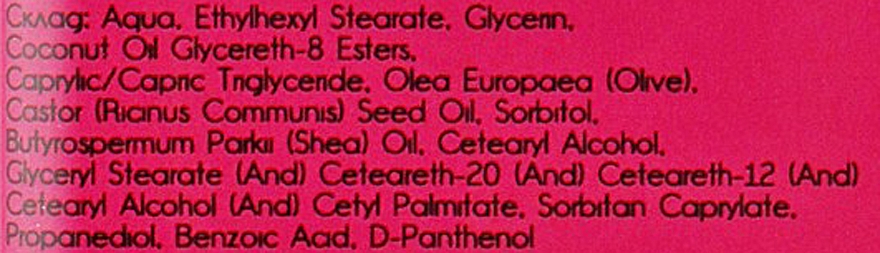 Склад: Aqua, Ethylhexyl Stearate, Glycerin,
Coconut Oil Glycereth-8 Esters,
Caprylic/Capric Triglyceride, Olea Europaea (Olive),
Castor (Ricinus Communis) Seed Oil, Sorbitol,
Butyrospermum Parkii (Shea) Oil, Cetearyl Alcohol,
Glyceryl Stearate (And) Ceteareth-20 (And) Ceteareth-12 (And)
Cetearyl Alcohol (And) Cetyl Palmitate, Sorbitan Caprylate,
Propanediol, Benzoic Acid, D-Panthenol